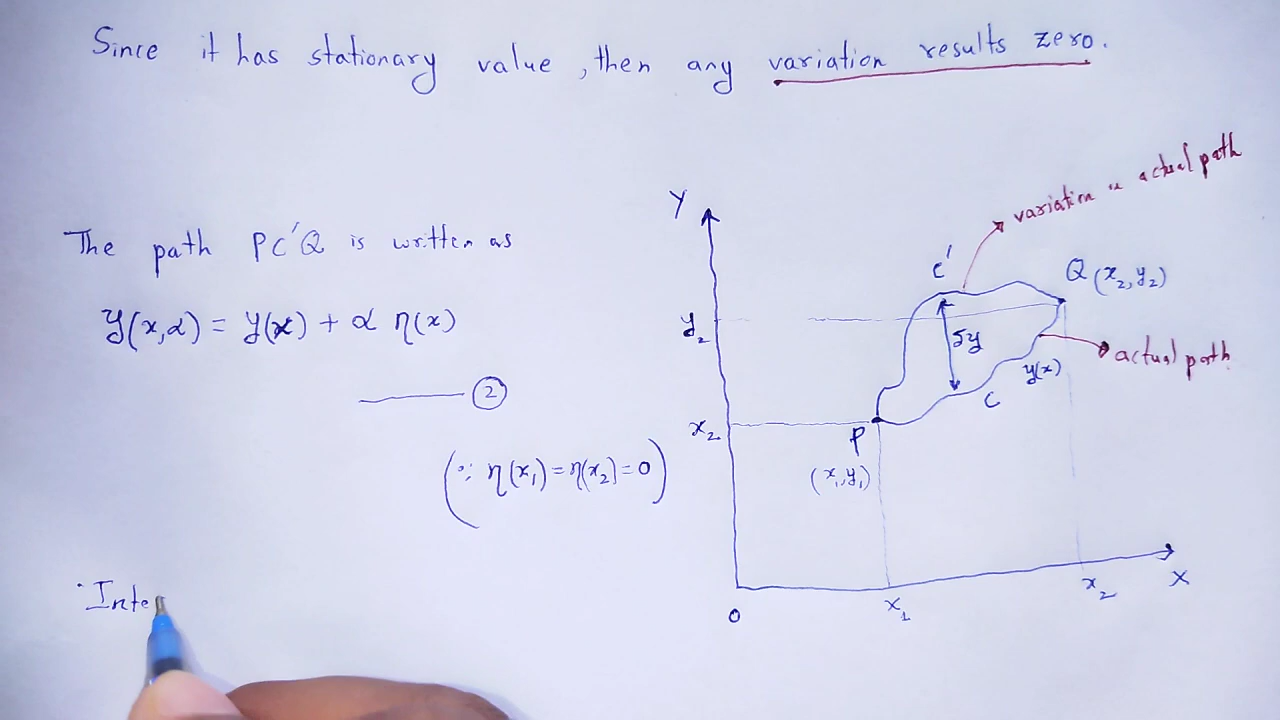 Since it has stationary value, then any variation results zero.
The path PC'Q is written as
y(x,α) = y(x) + α η(x)
②
(∵ η(x₁) = η(x₂) = 0)
Inte
Y
C'
variation in actual path
Q (x₂, y₂)
y₂
δy
actual path
y(x)
C
x₂
P
(x₁, y₁)
O
x₁
x₂
X